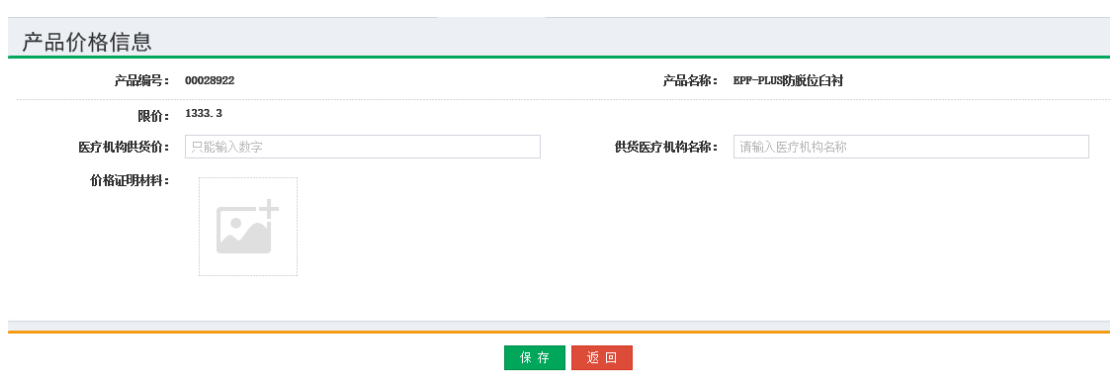 产品价格信息
产品编号： 00028922 产品名称： EPF-PLUS防脱位臼衬
限价： 1333.3
医疗机构供货价： 只能输入数字 供货医疗机构名称： 请输入医疗机构名称
价格证明材料：
保存 返回